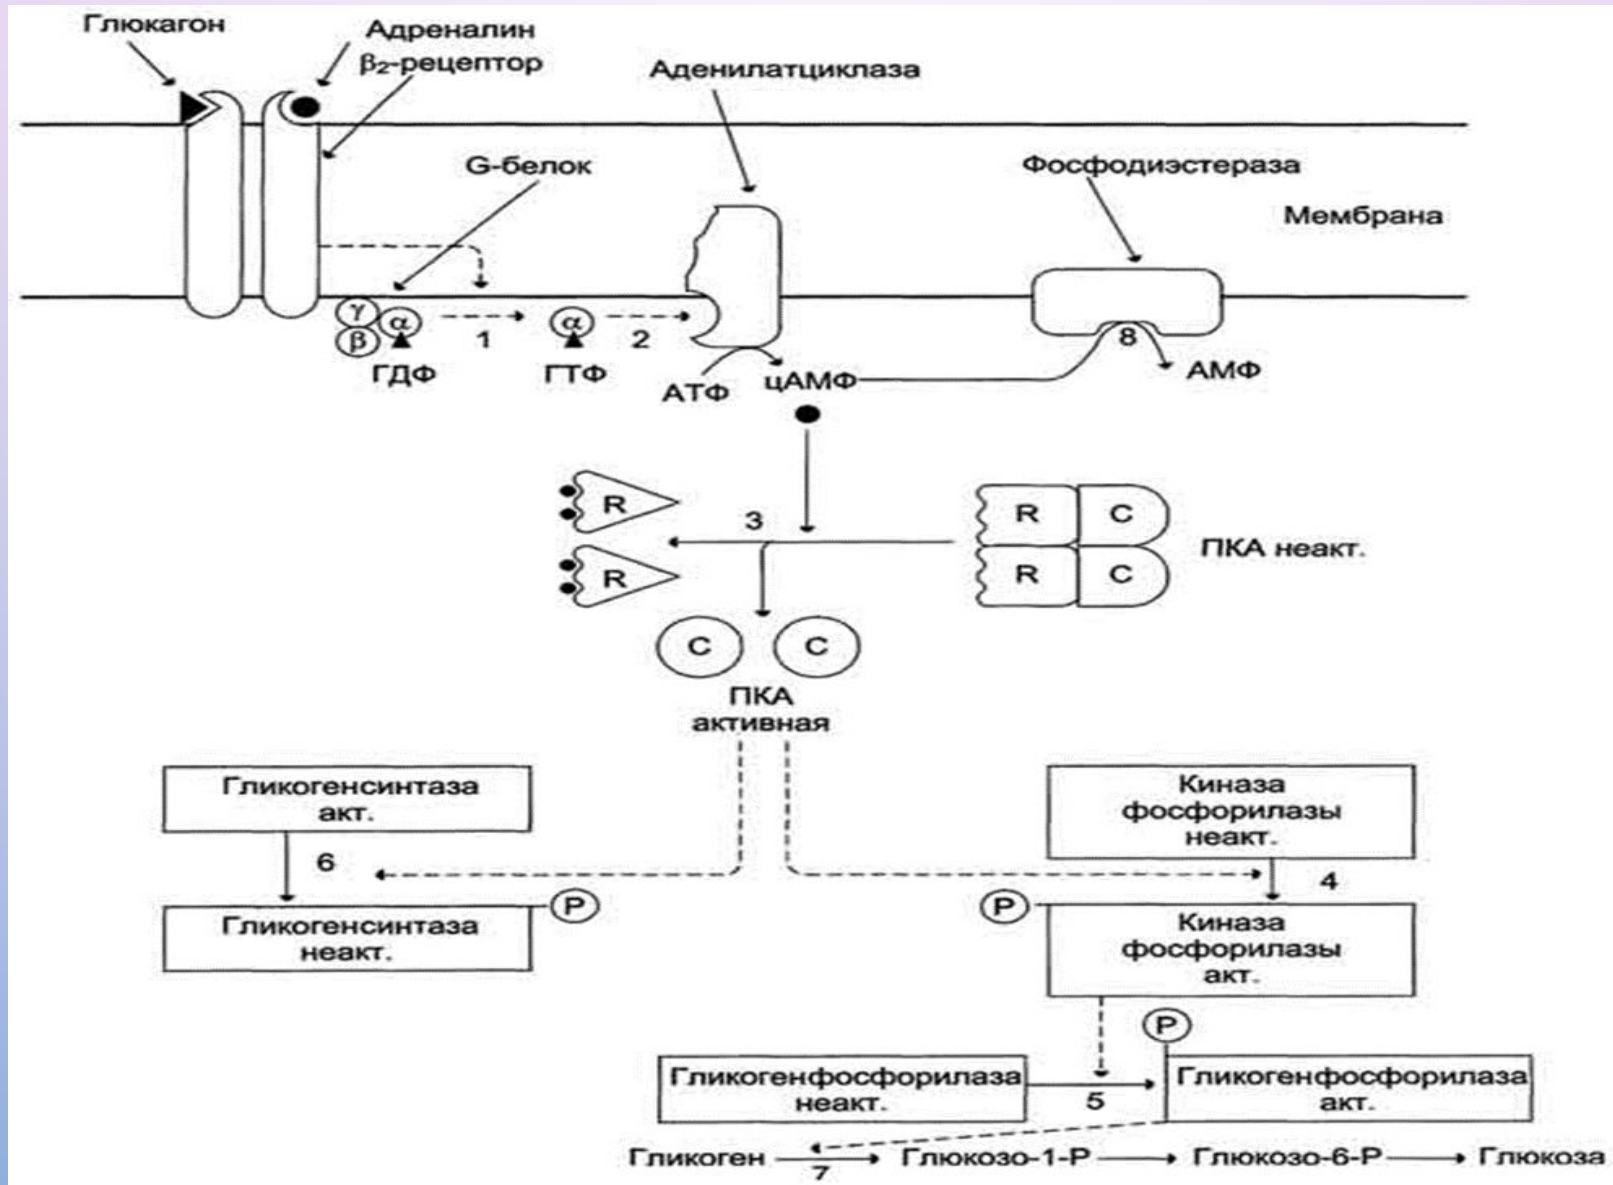 Глюкагон
Адреналин
β₂-рецептор
Аденилатциклаза
G-белок
Фосфодиэстераза
Мембрана
γ
α
β
ГДФ
1
α
ГТФ
2
АТФ
цАМФ
8
АМФ
R
R
3
R
C
R
C
ПКА неакт.
C
C
ПКА
активная
Гликогенсинтаза
акт.
6
Гликогенсинтаза
неакт.
P
Киназа
фосфорилазы
неакт.
4
P
Киназа
фосфорилазы
акт.
P
Гликогенфосфорилаза
неакт.
5
Гликогенфосфорилаза
акт.
Гликоген
7
Глюкозо-1-Р
Глюкозо-6-Р
Глюкоза